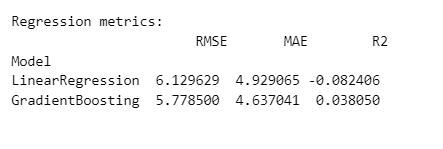 Regression metrics:
RMSE MAE R2
Model
LinearRegression 6.129629 4.929065 -0.082406
GradientBoosting 5.778500 4.637041 0.038050